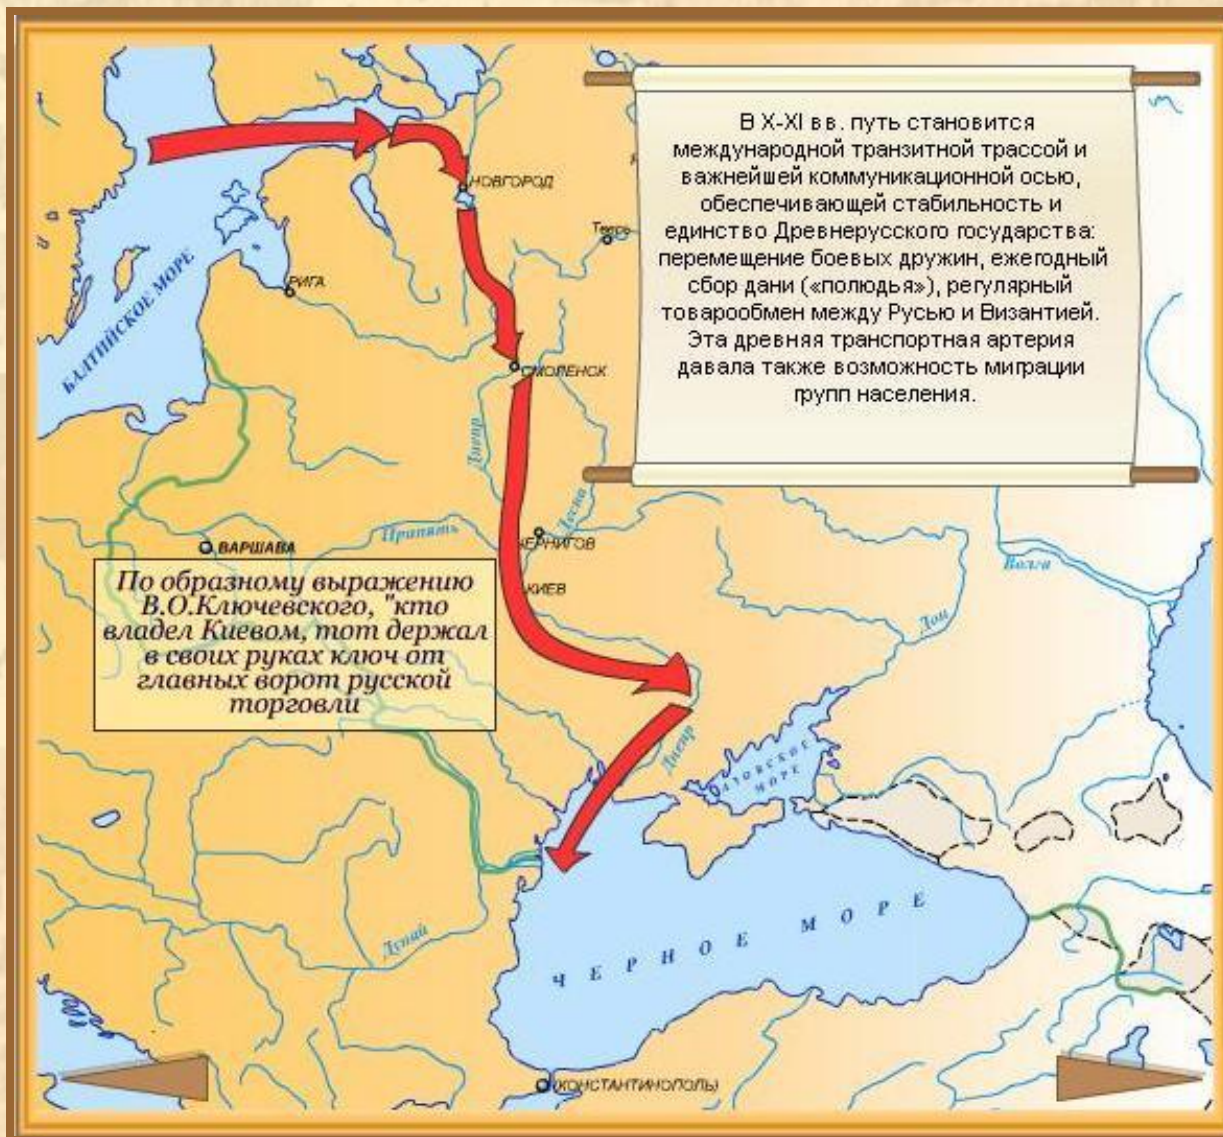 В X-XI вв. путь становится
международной транзитной трассой и
важнейшей коммуникационной осью,
обеспечивающей стабильность и
единство Древнерусского государства:
перемещение боевых дружин, ежегодный
сбор дани («полюдья»), регулярный
товарообмен между Русью и Византией.
Эта древняя транспортная артерия
давала также возможность миграции
групп населения.
НОВГОРОД
Тверь
РИГА
БАЛТИЙСКОЕ МОРЕ
СМОЛЕНСК
Днепр
Десна
Припять
ЧЕРНИГОВ
ВАРШАВА
Волга
КИЕВ
По образному выражению
В.О.Ключевского, "кто
владел Киевом, тот держал
в своих руках ключ от
главных ворот русской
торговли
Дон
Днепр
АЗОВСКОЕ
МОРЕ
Дунай
ЧЕРНОЕ МОРЕ
(КОНСТАНТИНОПОЛЬ)